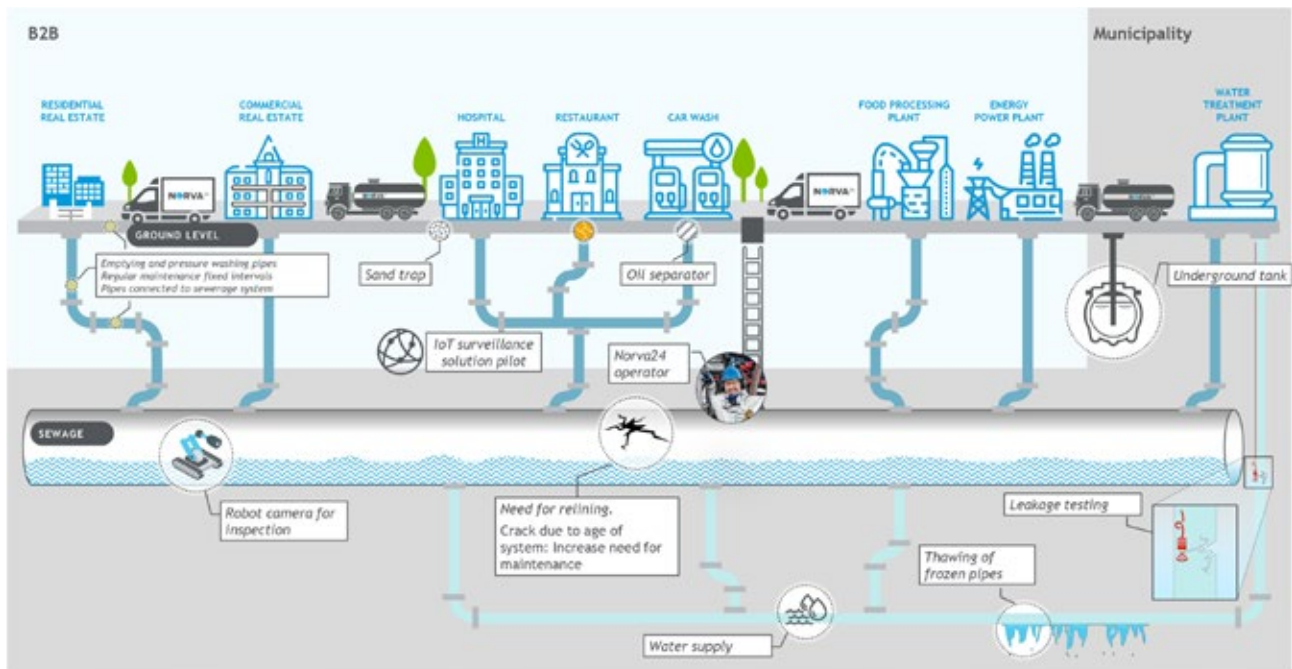 B2B
Municipality
RESIDENTIAL
REAL ESTATE
COMMERCIAL
REAL ESTATE
HOSPITAL
RESTAURANT
CAR WASH
FOOD PROCESSING
PLANT
ENERGY
POWER PLANT
WATER
TREATMENT
PLANT
NORVA
NORVA
H
GROUND LEVEL
Emptying and pressure washing pipes
Regular maintenance fixed intervals
Pipes connected to sewerage system
Sand trap
Oil separator
Underground tank
IoT surveillance
solution pilot
Norva24
operator
SEWAGE
Robot camera for
inspection
Need for relining.
Crack due to age of
system: Increase need for
maintenance
Leakage testing
Thawing of
frozen pipes
Water supply